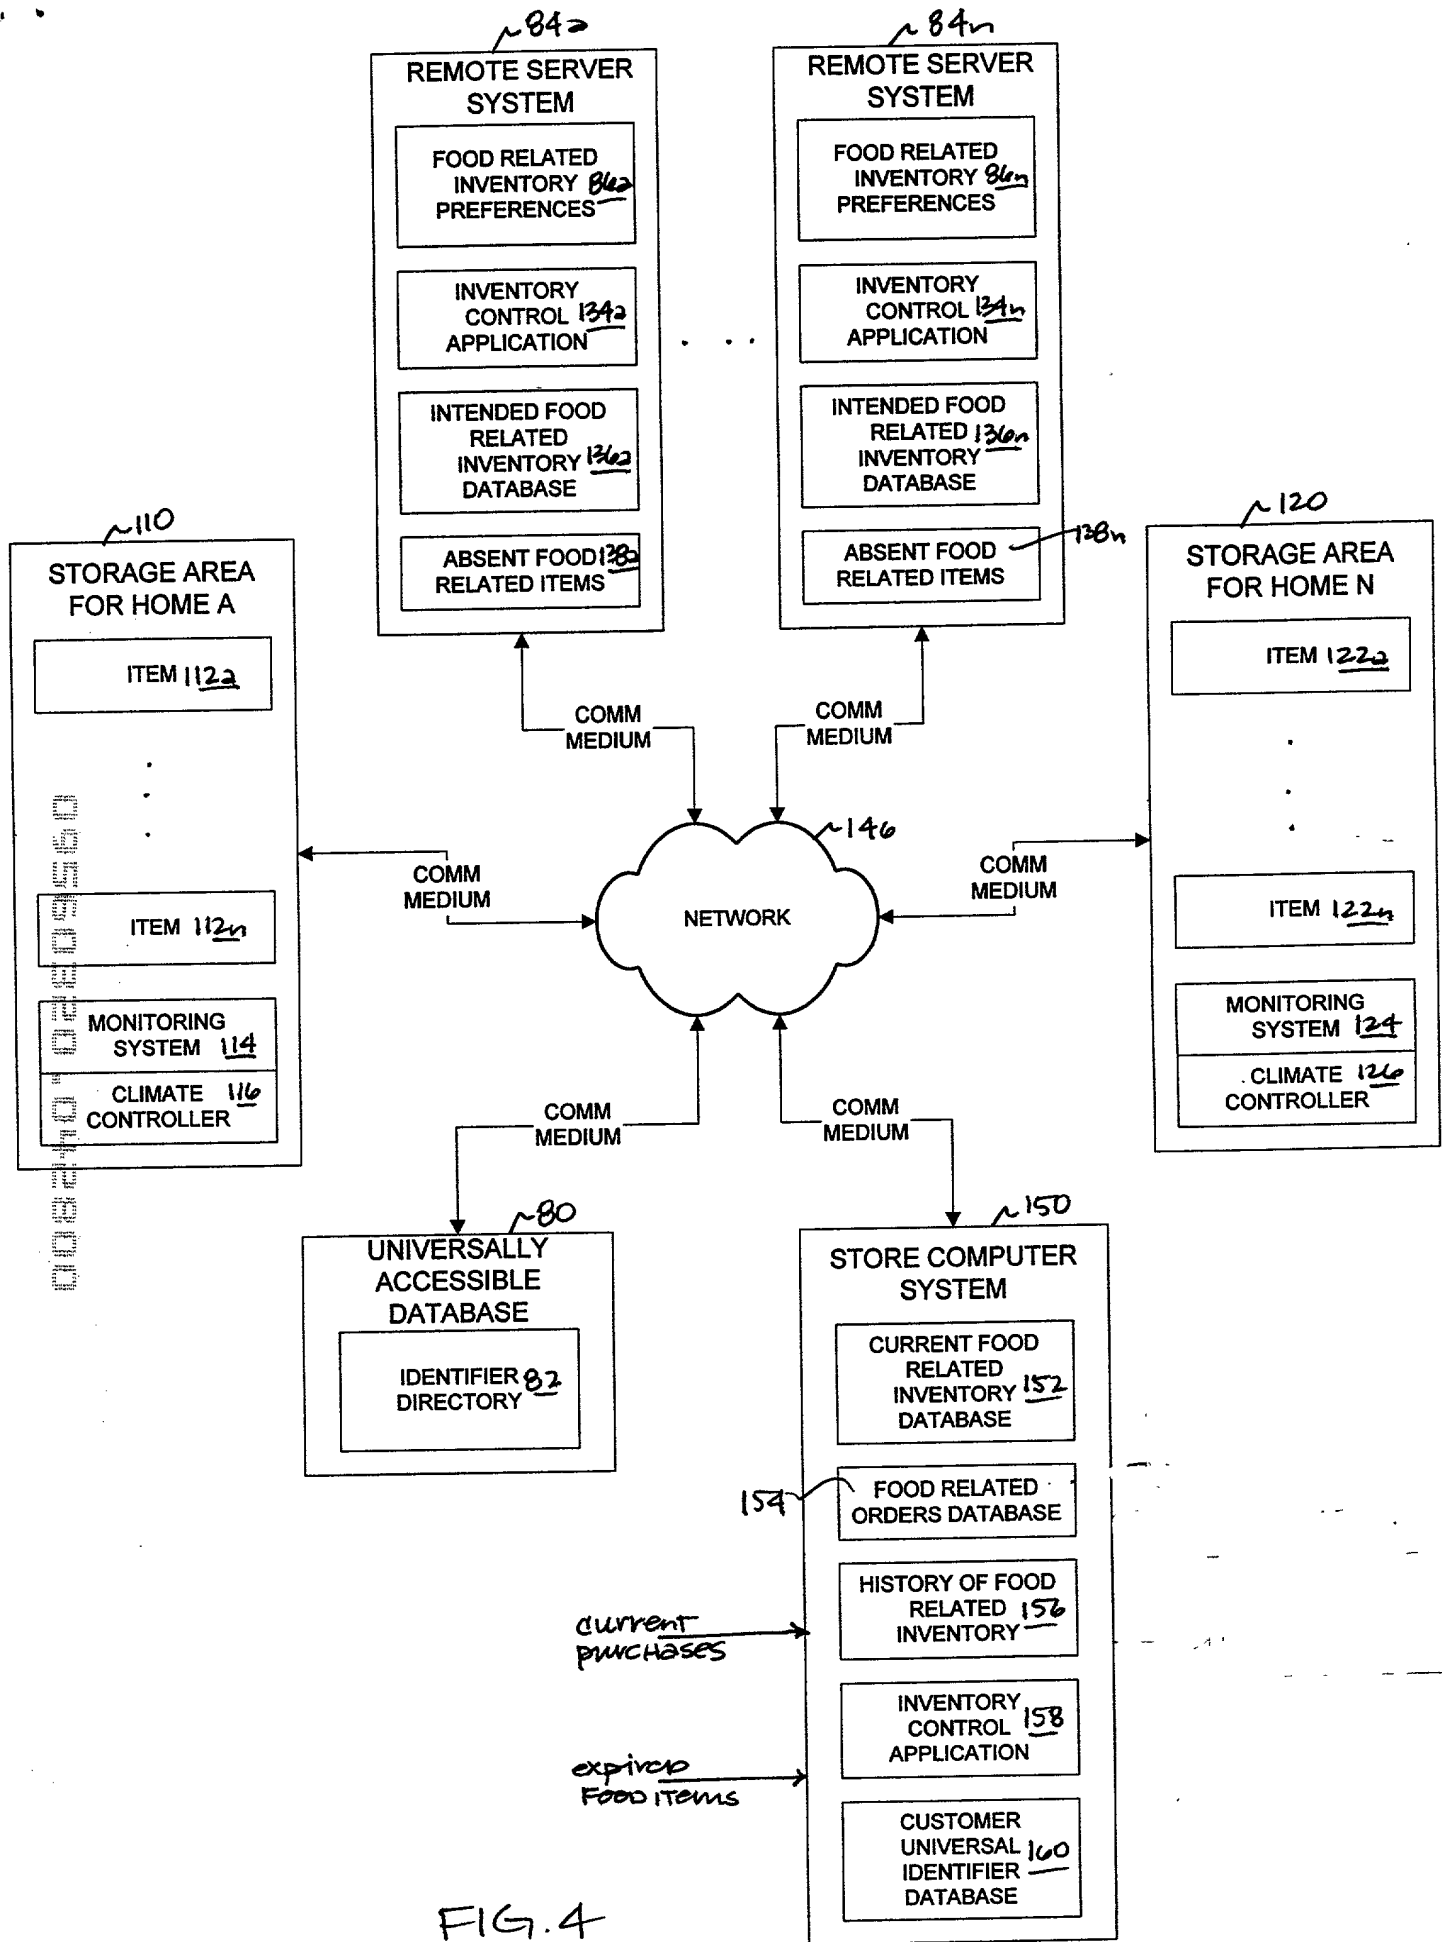 ~84a
REMOTE SERVER
SYSTEM
FOOD RELATED
INVENTORY 86a
PREFERENCES
INVENTORY
CONTROL 134a
APPLICATION
INTENDED FOOD
RELATED
INVENTORY 136a
DATABASE
ABSENT FOOD 138a
RELATED ITEMS
~84n
REMOTE SERVER
SYSTEM
FOOD RELATED
INVENTORY 86n
PREFERENCES
INVENTORY
CONTROL 134n
APPLICATION
. . .
INTENDED FOOD
RELATED 136n
INVENTORY
DATABASE
ABSENT FOOD
RELATED ITEMS
138n
~110
STORAGE AREA
FOR HOME A
ITEM 112a
.
.
.
ITEM 112n
MONITORING
SYSTEM 114
CLIMATE 116
CONTROLLER
~120
STORAGE AREA
FOR HOME N
ITEM 122a
.
.
.
ITEM 122n
MONITORING
SYSTEM 124
CLIMATE 126
CONTROLLER
COMM
MEDIUM
COMM
MEDIUM
COMM
MEDIUM
COMM
MEDIUM
~146
NETWORK
COMM
MEDIUM
COMM
MEDIUM
~80
UNIVERSALLY
ACCESSIBLE
DATABASE
IDENTIFIER 82
DIRECTORY
~150
STORE COMPUTER
SYSTEM
CURRENT FOOD
RELATED
INVENTORY 152
DATABASE
154
FOOD RELATED
ORDERS DATABASE
HISTORY OF FOOD
RELATED 156
INVENTORY
current
purchases
INVENTORY
CONTROL 158
APPLICATION
expired
Food items
CUSTOMER
UNIVERSAL 160
IDENTIFIER
DATABASE
FIG. 4